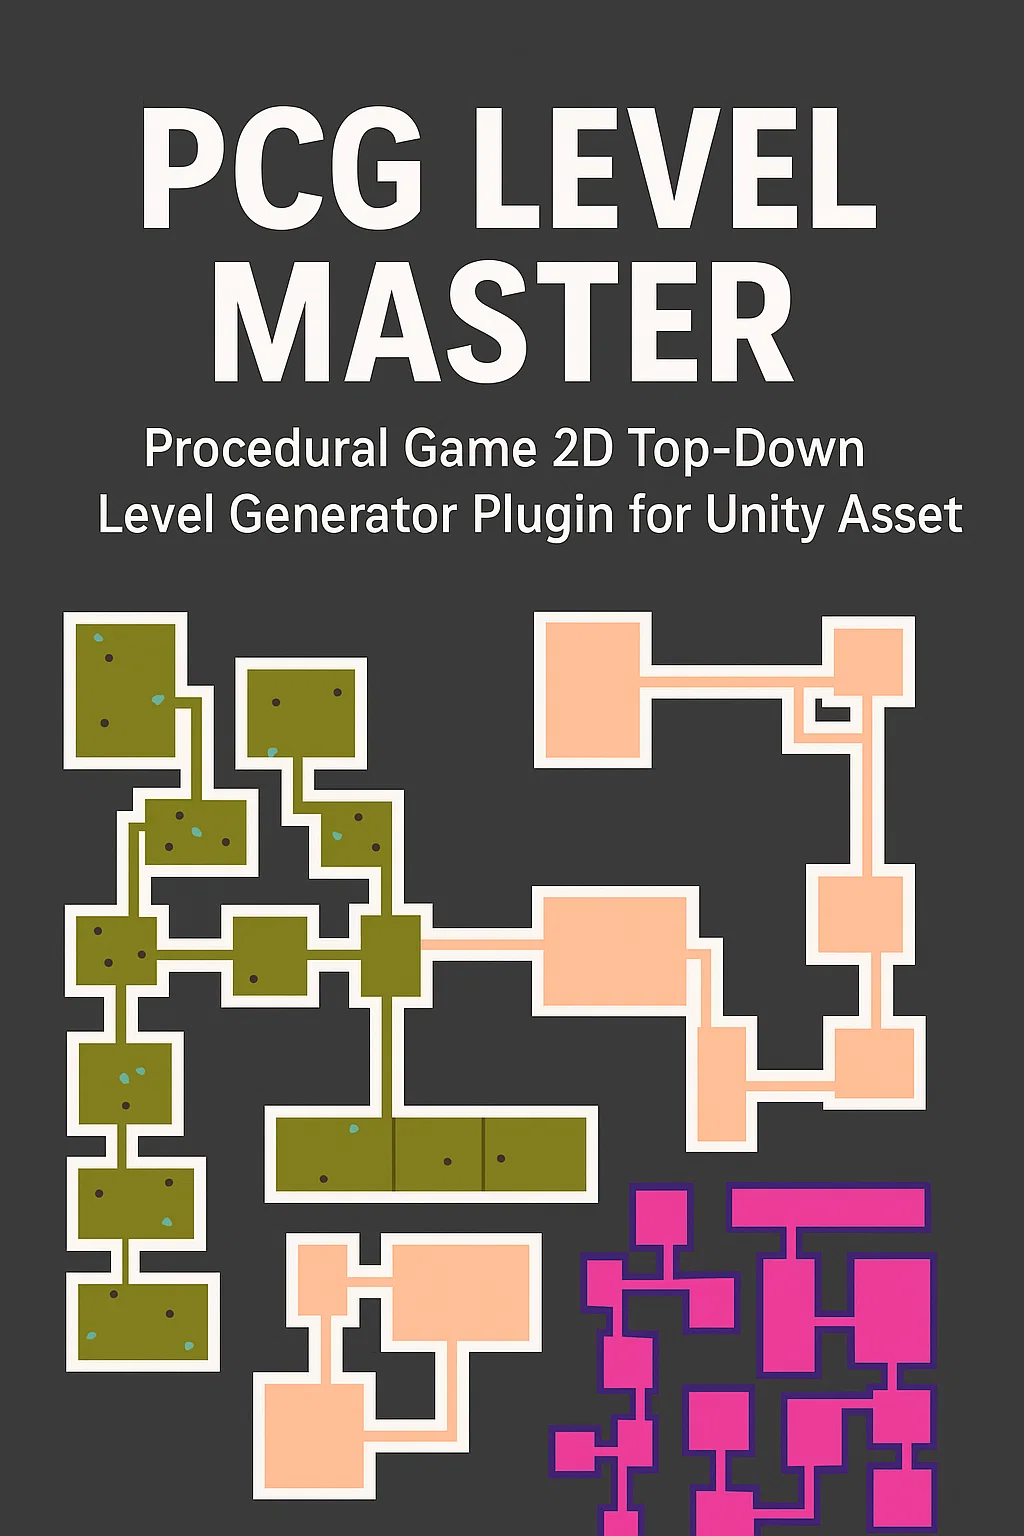 PCG LEVEL
MASTER
Procedural Game 2D Top-Down
Level Generator Plugin for Unity Asset